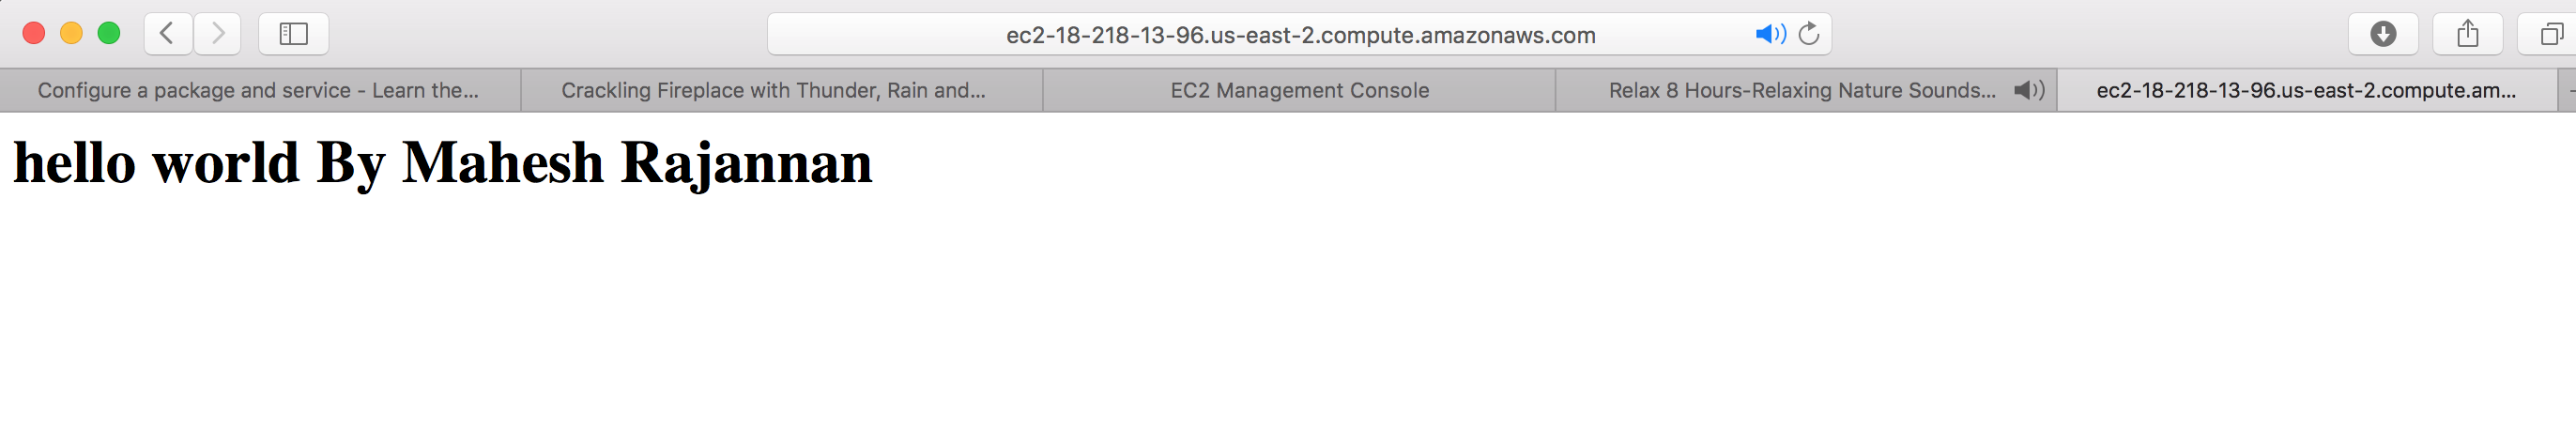 ec2-18-218-13-96.us-east-2.compute.amazonaws.com
Configure a package and service - Learn the...
Crackling Fireplace with Thunder, Rain and...
EC2 Management Console
Relax 8 Hours-Relaxing Nature Sounds...
ec2-18-218-13-96.us-east-2.compute.am...
hello world By Mahesh Rajannan